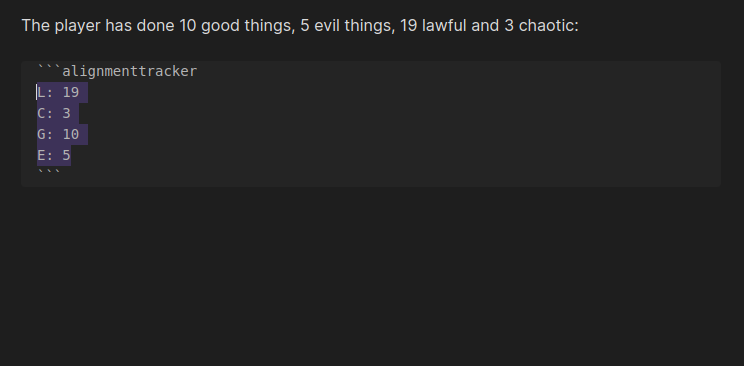 The player has done 10 good things, 5 evil things, 19 lawful and 3 chaotic:
```alignmenttracker
L: 19
C: 3
G: 10
E: 5
```